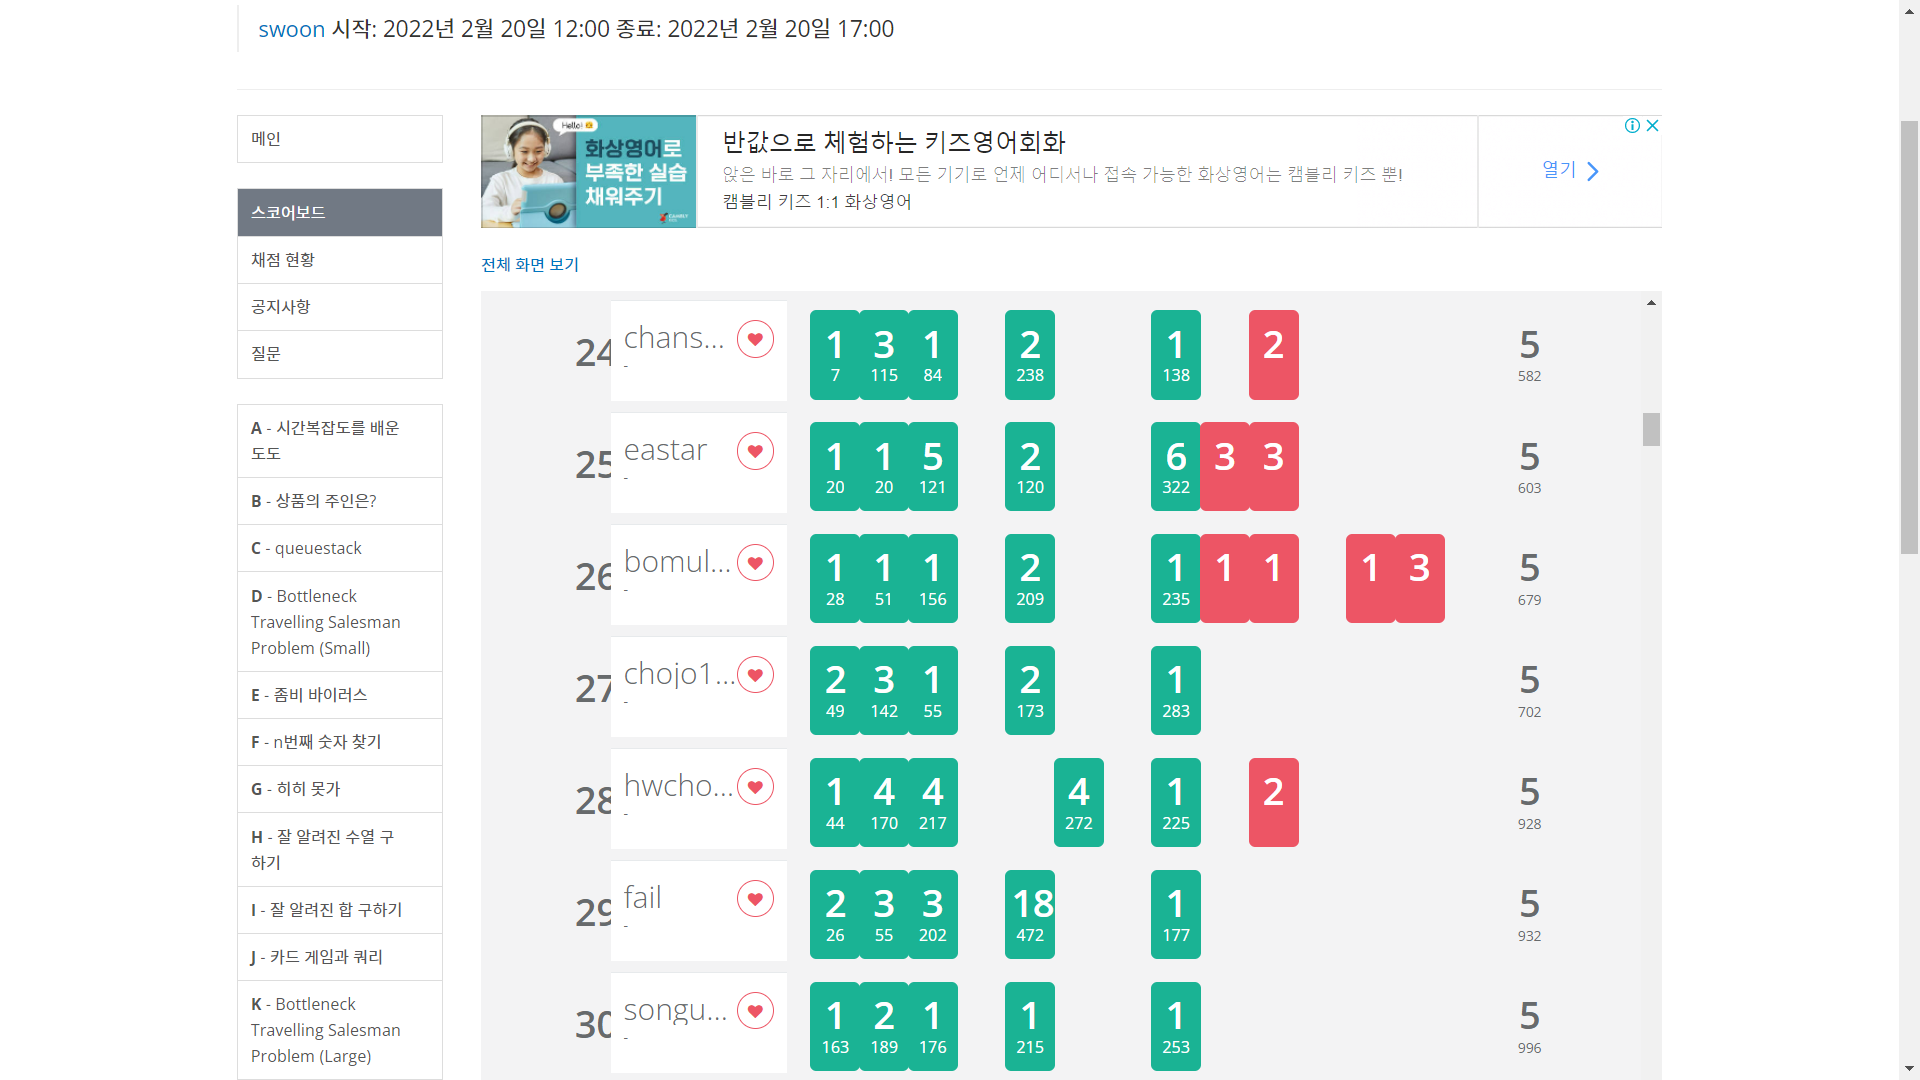 swoon 시작: 2022년 2월 20일 12:00 종료: 2022년 2월 20일 17:00
메인
스코어보드
채점 현황
공지사항
질문
A - 시간복잡도를 배운
도도
B - 상품의 주인은?
C - queuestack
D - Bottleneck
Travelling Salesman
Problem (Small)
E - 좀비 바이러스
F - n번째 숫자 찾기
G - 히히 못가
H - 잘 알려진 수열 구
하기
I - 잘 알려진 합 구하기
J - 카드 게임과 쿼리
K - Bottleneck
Travelling Salesman
Problem (Large)
Hello!
화상영어로
부족한 실습
채워주기
CAMBLY
반값으로 체험하는 키즈영어회화
앉은 바로 그 자리에서! 모든 기기로 언제 어디서나 접속 가능한 화상영어는 캠블리 키즈 뿐!
캠블리 키즈 1:1 화상영어
열기
전체 화면 보기
24 chans... 1 3 1 2 1 2 5
- 7 115 84 238 138 582
25 eastar 1 1 5 2 6 3 3 5
- 20 20 121 120 322 603
26 bomul... 1 1 1 2 1 1 1 1 3 5
- 28 51 156 209 235 679
27 chojo1... 2 3 1 2 1 5
- 49 142 55 173 283 702
28 hwcho... 1 4 4 4 1 2 5
- 44 170 217 272 225 928
29 fail 2 3 3 18 1 5
- 26 55 202 472 177 932
30 songu... 1 2 1 1 1 5
- 163 189 176 215 253 996